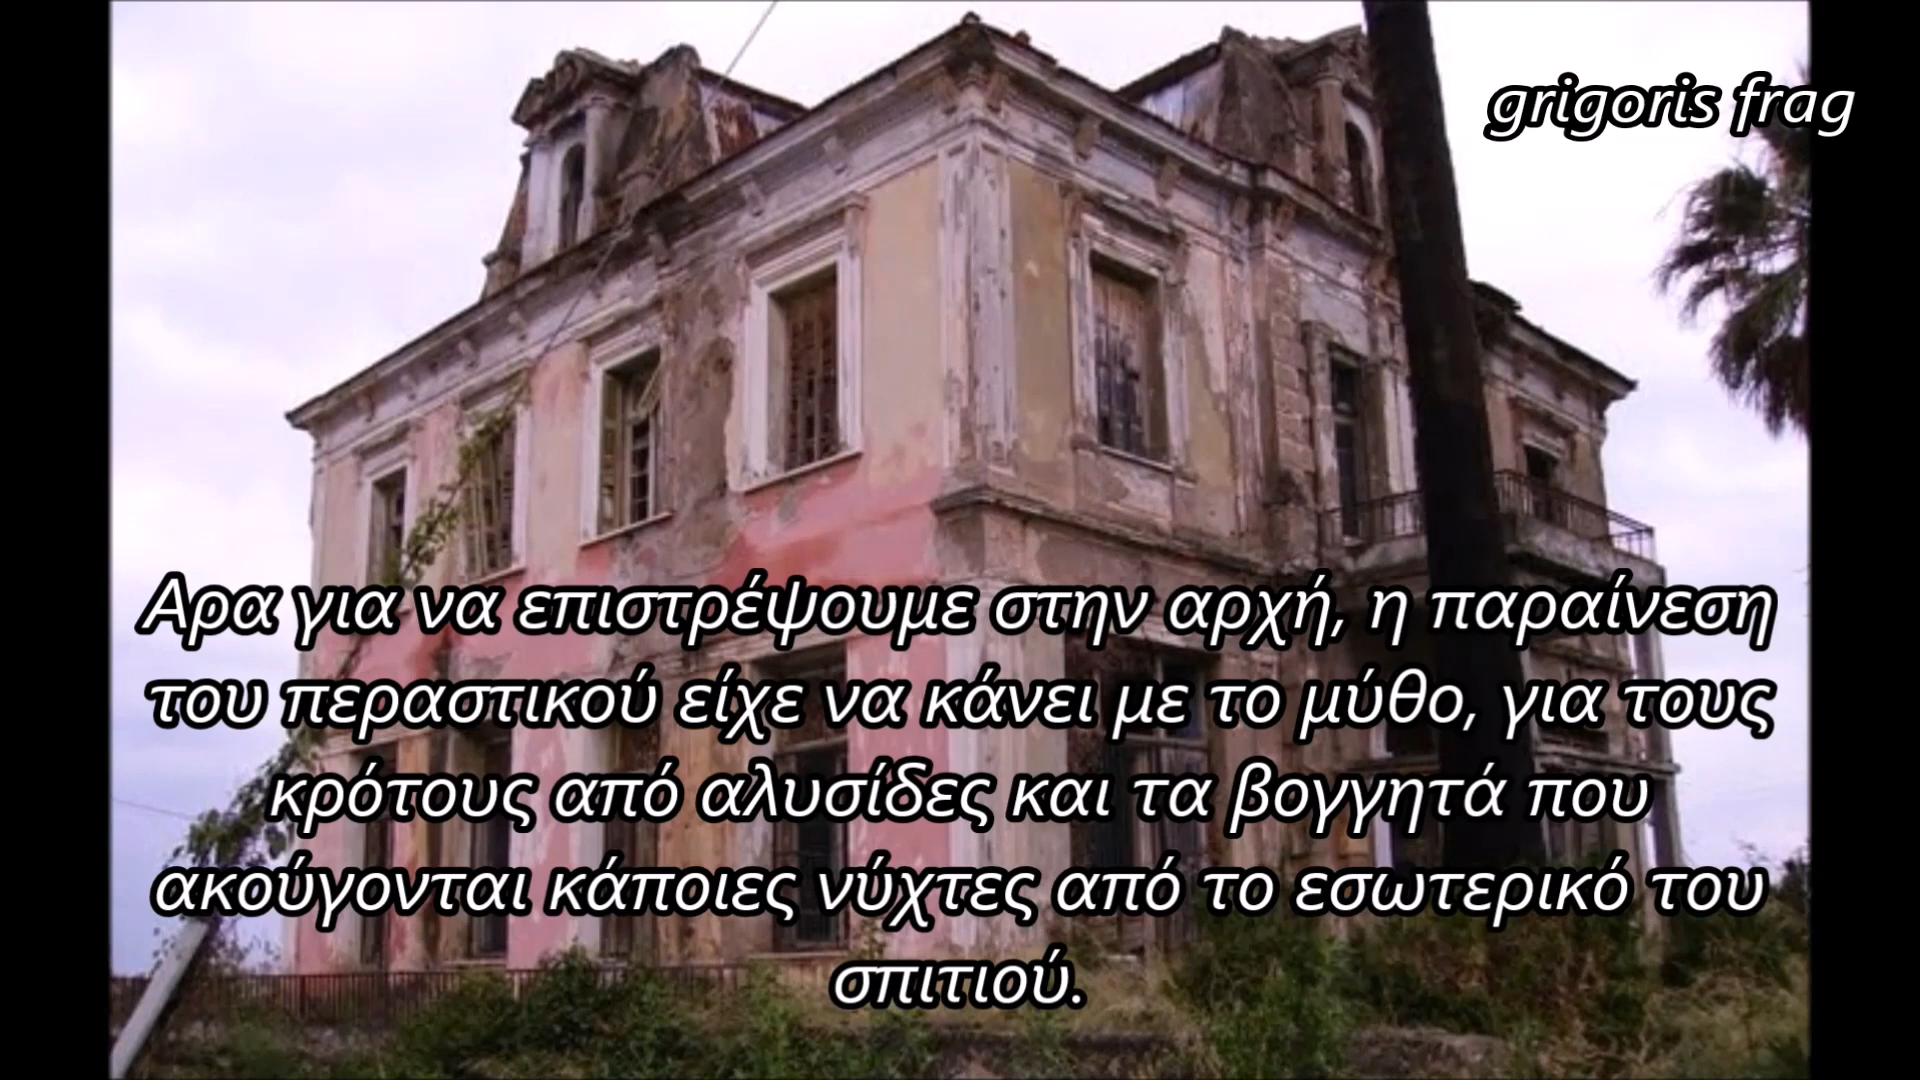 grigoris frag
Αρα για να επιστρέψουμε στην αρχή, η παραίνεση
του περαστικού είχε να κάνει με το μύθο, για τους
κρότους από αλυσίδες και τα βογγητά που
ακούγονται κάποιες νύχτες από το εσωτερικό του
σπιτιού.